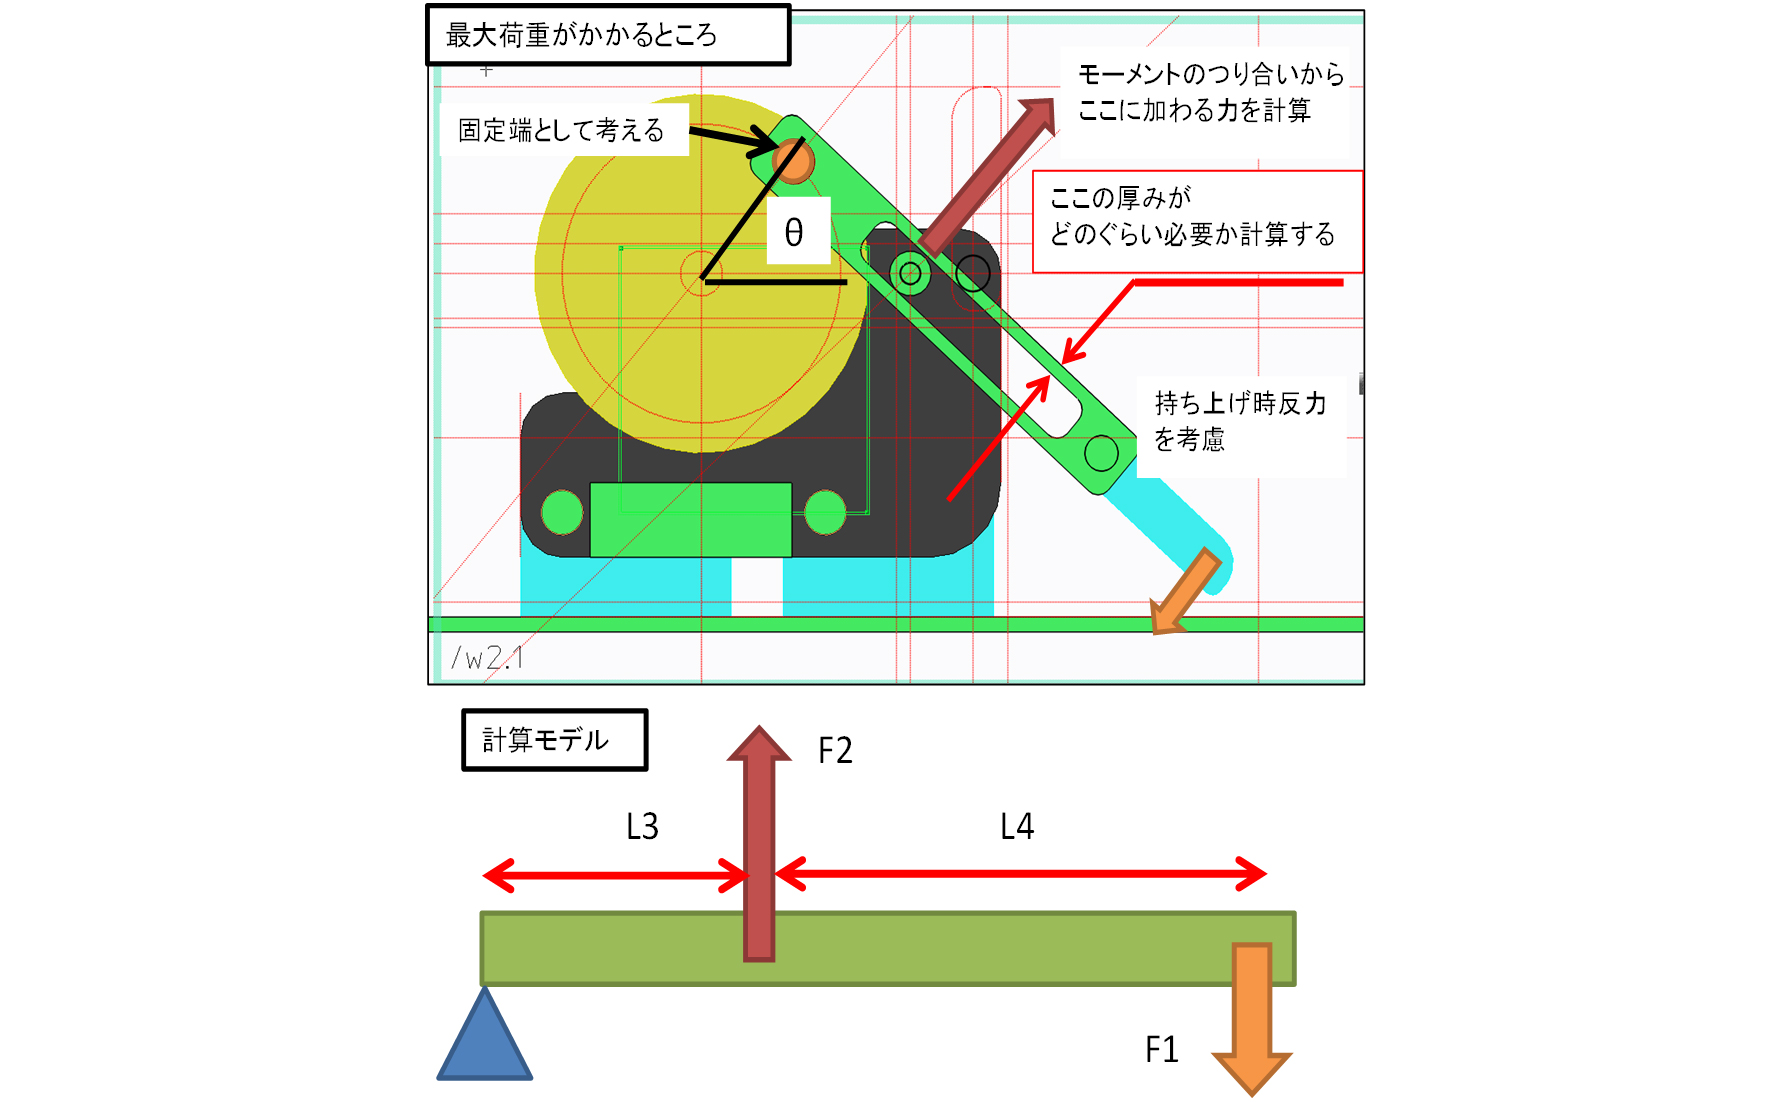 最大荷重がかかるところ
モーメントのつり合いから
ここに加わる力を計算
固定端として考える
ここの厚みが
どのぐらい必要か計算する
θ
持ち上げ時反力
を考慮
/w2.1
計算モデル
F2
L3
L4
F1